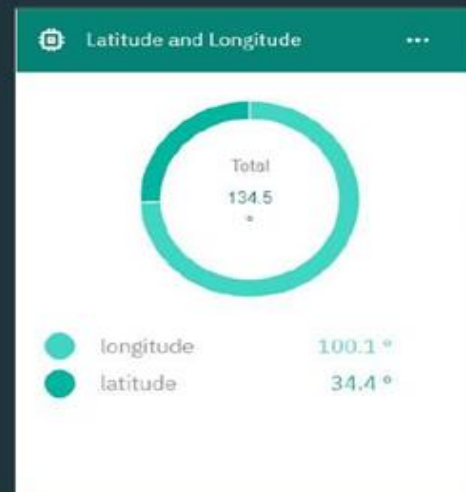 Latitude and Longitude ...
Total
134.5
°
longitude 100.1 °
latitude 34.4 °